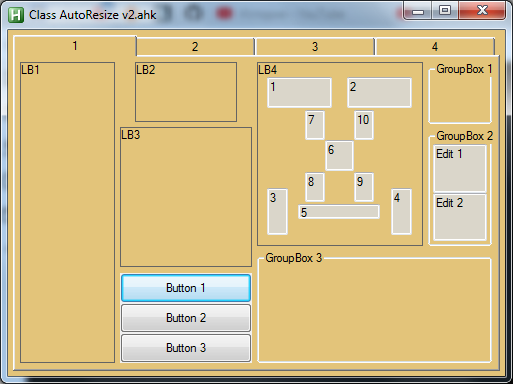 Class AutoResize v2.ahk
1
2
3
4
LB1
LB2
LB3
Button 1
Button 2
Button 3
LB4
1
2
7
10
6
8
9
3
4
5
GroupBox 1
GroupBox 2
Edit 1
Edit 2
GroupBox 3